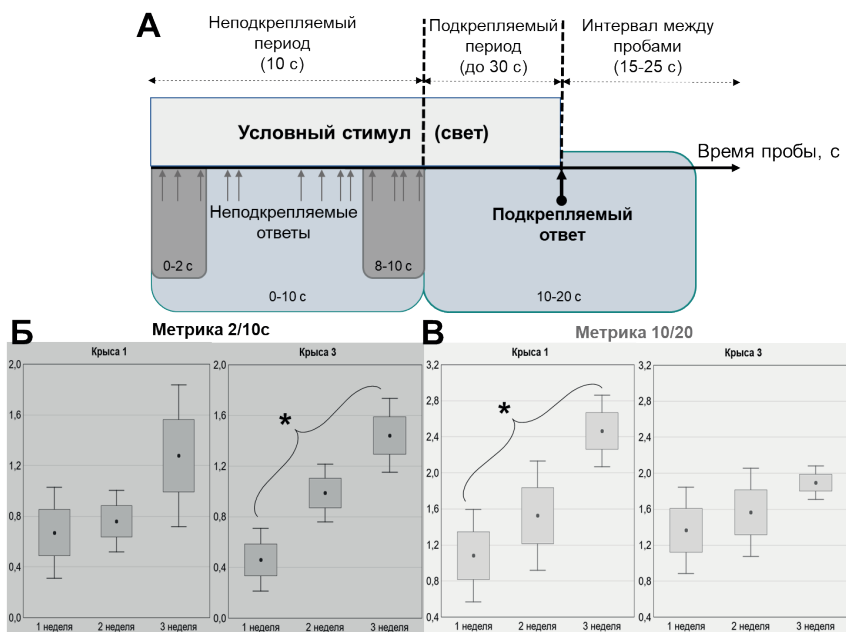 А
Неподкрепляемый
период
(10 с)
Подкрепляемый
период
(до 30 с)
Интервал между
пробами
(15-25 с)
Условный стимул (свет)
Время пробы, с
Неподкрепляемые
ответы
Подкрепляемый
ответ
0-2 с
8-10 с
0-10 с
10-20 с
Б
Метрика 2/10с
Крыса 1
2,0
1,6
1,2
0,8
0,4
0,0
1 неделя
2 неделя
3 неделя
Крыса 3
2,0
1,6
1,2
0,8
0,4
0,0
*
1 неделя
2 неделя
3 неделя
В
Метрика 10/20
Крыса 1
3,2
2,8
2,4
2,0
1,6
1,2
0,8
0,4
*
1 неделя
2 неделя
3 неделя
Крыса 3
3,2
2,8
2,4
2,0
1,6
1,2
0,8
0,4
1 неделя
2 неделя
3 неделя